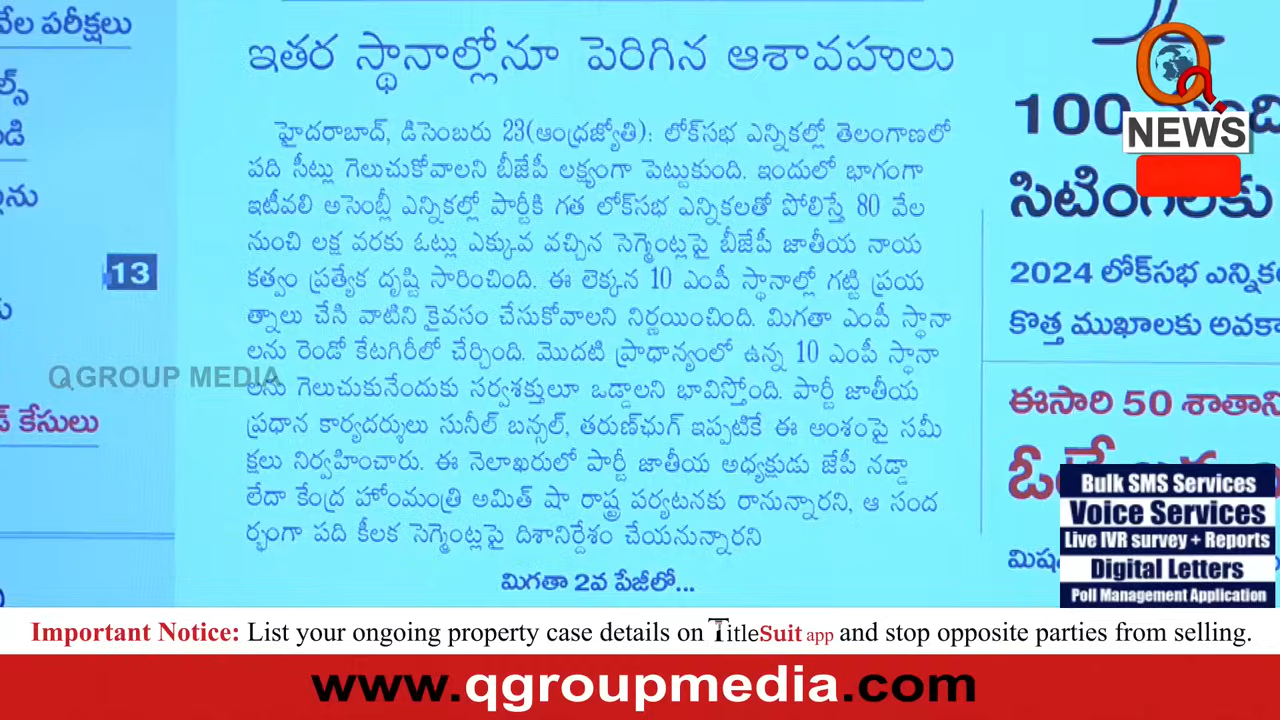 వేల పరీక్షలు
ల్స్
13
కేసులు
ఇతర స్థానాల్లోనూ పెరిగిన ఆశావహులు
హైదరాబాద్, డిసెంబరు 23(ఆంధ్రజ్యోతి): లోక్‌సభ ఎన్నికల్లో తెలంగాణలో
పది సీట్లు గెలుచుకోవాలని బీజేపీ లక్ష్యంగా పెట్టుకుంది. ఇందులో భాగంగా
ఇటీవలి అసెంబ్లీ ఎన్నికల్లో పార్టీకి గత లోక్‌సభ ఎన్నికలతో పోలిస్తే 80 వేల
నుంచి లక్ష వరకు ఓట్లు ఎక్కువ వచ్చిన సెగ్మెంట్లపై బీజేపీ జాతీయ నాయ
కత్వం ప్రత్యేక దృష్టి సారించింది. ఈ లెక్కన 10 ఎంపీ స్థానాల్లో గట్టి ప్రయ
త్నాలు చేసి వాటిని కైవసం చేసుకోవాలని నిర్ణయించింది. మిగతా ఎంపీ స్థానా
లను రెండో కేటగిరీలో చేర్చింది. మొదటి ప్రాధాన్యంలో ఉన్న 10 ఎంపీ స్థానా
లను గెలుచుకునేందుకు సర్వశక్తులూ ఒడ్డాలని భావిస్తోంది. పార్టీ జాతీయ
ప్రధాన కార్యదర్శులు సునీల్ బన్సల్, తరుణ్‌ఛుగ్ ఇప్పటికే ఈ అంశంపై సమీ
క్షలు నిర్వహించారు. ఈ నెలాఖరులో పార్టీ జాతీయ అధ్యక్షుడు జేపీ నడ్డా
లేదా కేంద్ర హోంమంత్రి అమిత్ షా రాష్ట్ర పర్యటనకు రానున్నారని, ఆ సంద
ర్భంగా పది కీలక సెగ్మెంట్లపై దిశానిర్దేశం చేయనున్నారని
మిగతా 2వ పేజీలో...
100
సిటింగ్‌లకు
2024 లోక్‌సభ
కొత్త ముఖాలకు
ఈసారి 50
Q
NEWS
Q GROUP MEDIA
Bulk SMS Services
Voice Services
Live IVR survey + Reports
Digital Letters
Poll Management Application
Important Notice: List your ongoing property case details on TitleSuit app and stop opposite parties from selling.
www.qgroupmedia.com